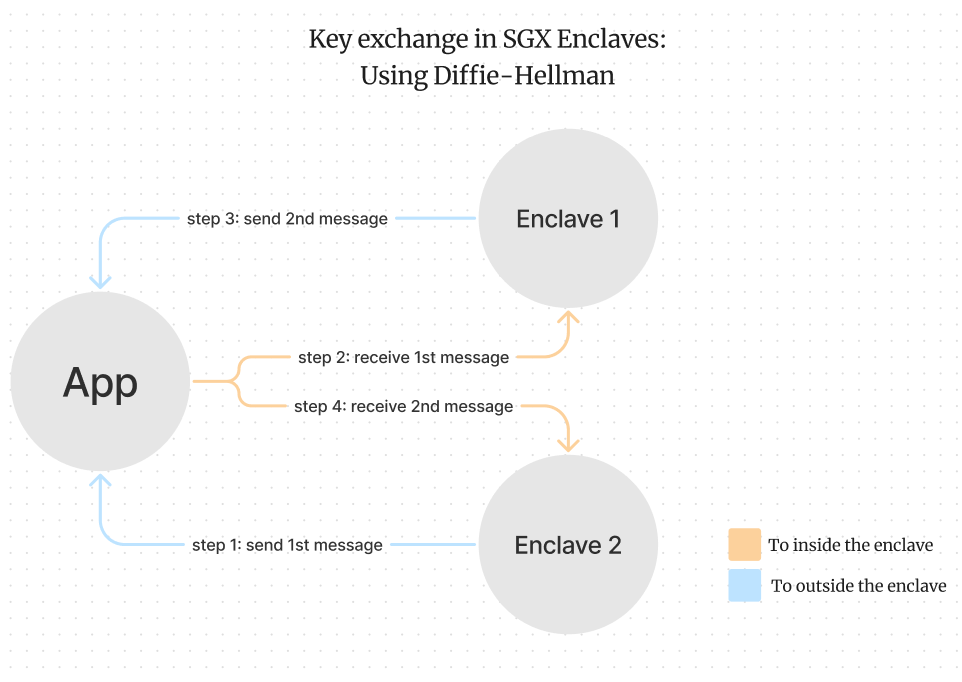 Key exchange in SGX Enclaves:
Using Diffie-Hellman
Enclave 1
step 3: send 2nd message
step 2: receive 1st message
App
step 4: receive 2nd message
step 1: send 1st message
Enclave 2
To inside the enclave
To outside the enclave